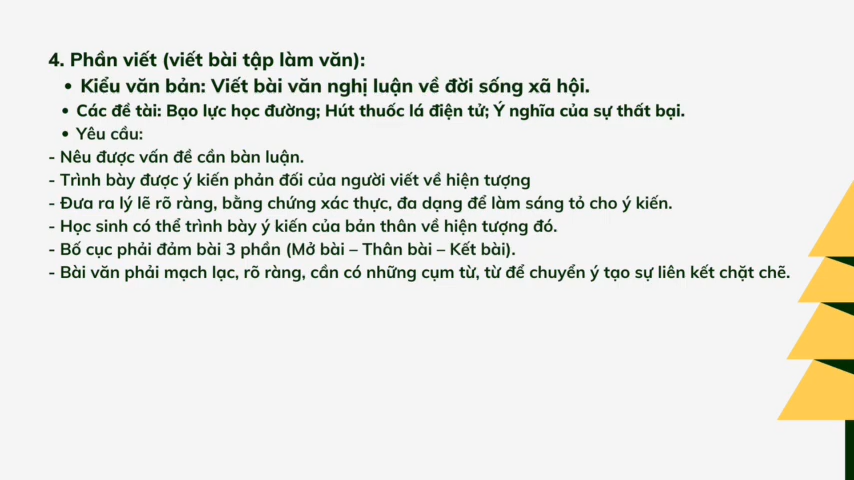 4. Phần viết (viết bài tập làm văn):
• Kiểu văn bản: Viết bài văn nghị luận về đời sống xã hội.
• Các đề tài: Bạo lực học đường; Hút thuốc lá điện tử; Ý nghĩa của sự thất bại.
• Yêu cầu:
- Nêu được vấn đề cần bàn luận.
- Trình bày được ý kiến phản đối của người viết về hiện tượng
- Đưa ra lý lẽ rõ ràng, bằng chứng xác thực, đa dạng để làm sáng tỏ cho ý kiến.
- Học sinh có thể trình bày ý kiến của bản thân về hiện tượng đó.
- Bố cục phải đảm bài 3 phần (Mở bài – Thân bài – Kết bài).
- Bài văn phải mạch lạc, rõ ràng, cần có những cụm từ, từ để chuyển ý tạo sự liên kết chặt chẽ.